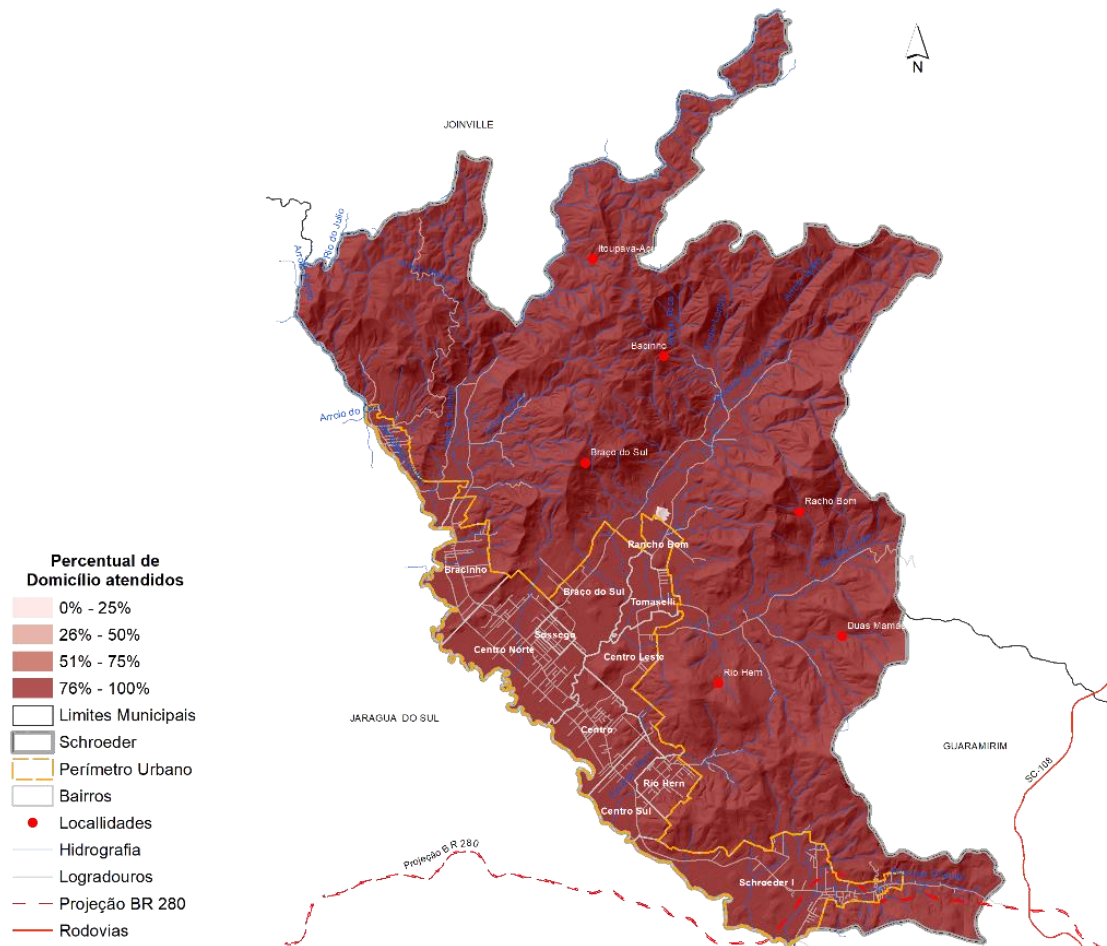 N
JOINVILLE
Rio do Júlio
Itoupava-Açu
Bacinho
Arroio do
Braço do Sul
Racho Bom
Rancho Bom
Bracinho
Braço do Sul
Tomaselli
Duas Mama
Sossego
Centro Norte
Centro Leste
Rio Hern
JARAGUA DO SUL
Centro
GUARAMIRIM
SC-108
Rio Hern
Centro Sul
Projeção BR 280
Schroeder I
Percentual de
Domicílio atendidos
0% - 25%
26% - 50%
51% - 75%
76% - 100%
Limites Municipais
Schroeder
Perímetro Urbano
Bairros
Locallidades
Hidrografia
Logradouros
Projeção BR 280
Rodovias